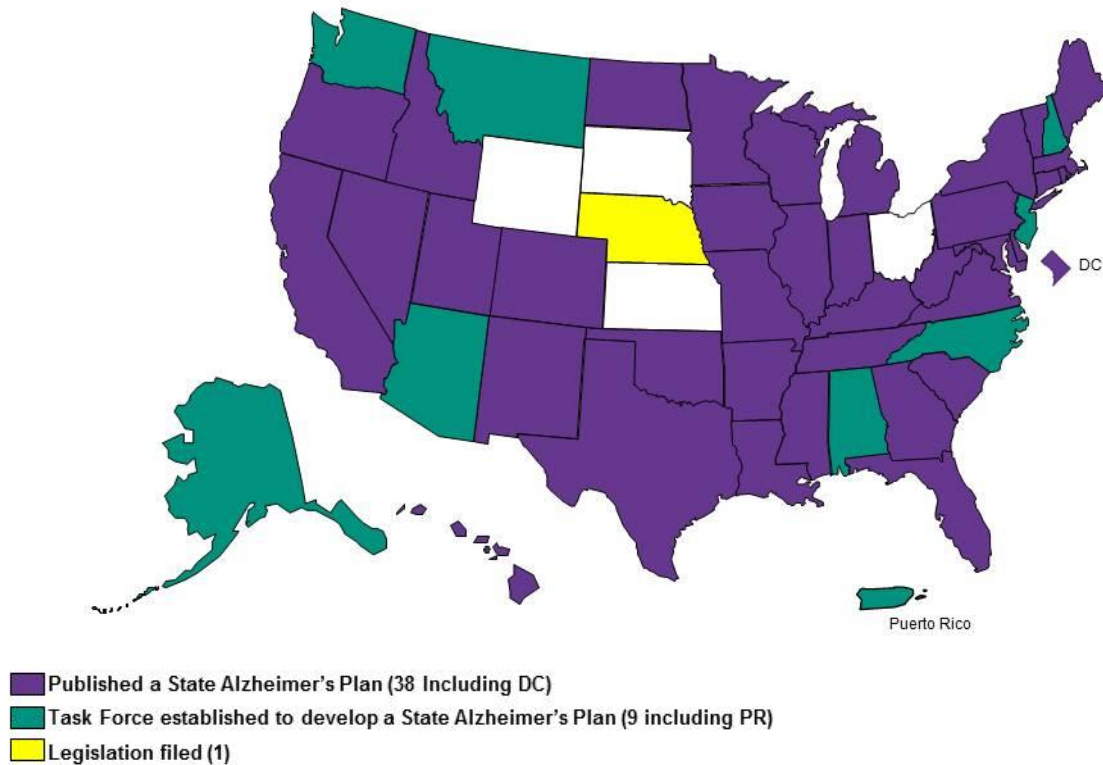 DC
Puerto Rico
Published a State Alzheimer's Plan (38 Including DC)
Task Force established to develop a State Alzheimer's Plan (9 including PR)
Legislation filed (1)